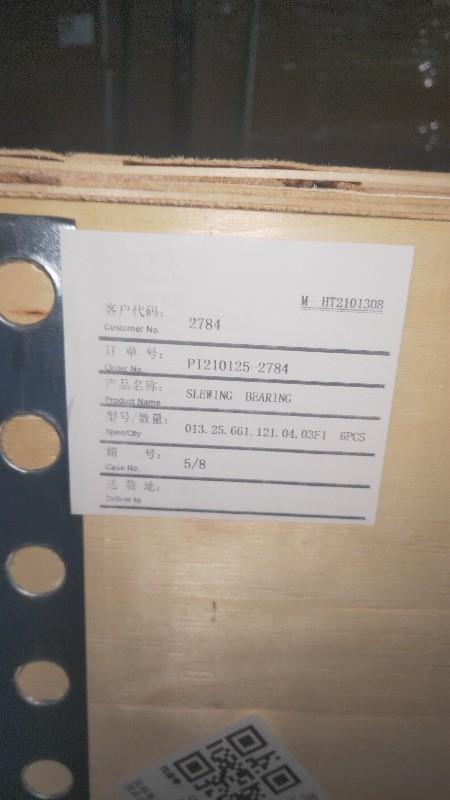 M- HT2101308
客户代码: 2784
Customer No.
订 单 号: PI210125-2784
Order No.
产品名称: SLEWING BEARING
Product Name
型号/数量: 013.25.661.121.04.03F1 6PCS
Spec/Qty
箱 号: 5/8
Case No.
送 货 地:
Deliver to